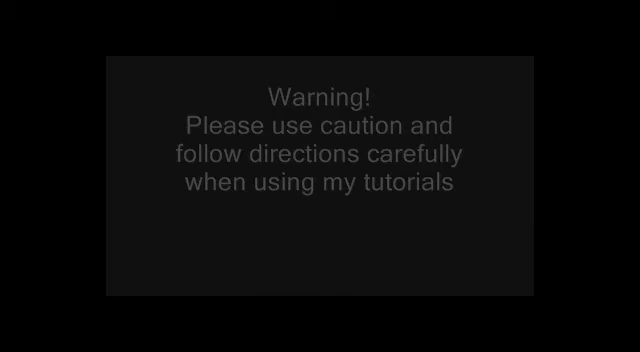 Warning!
Please use caution and
follow directions carefully
when using my tutorials